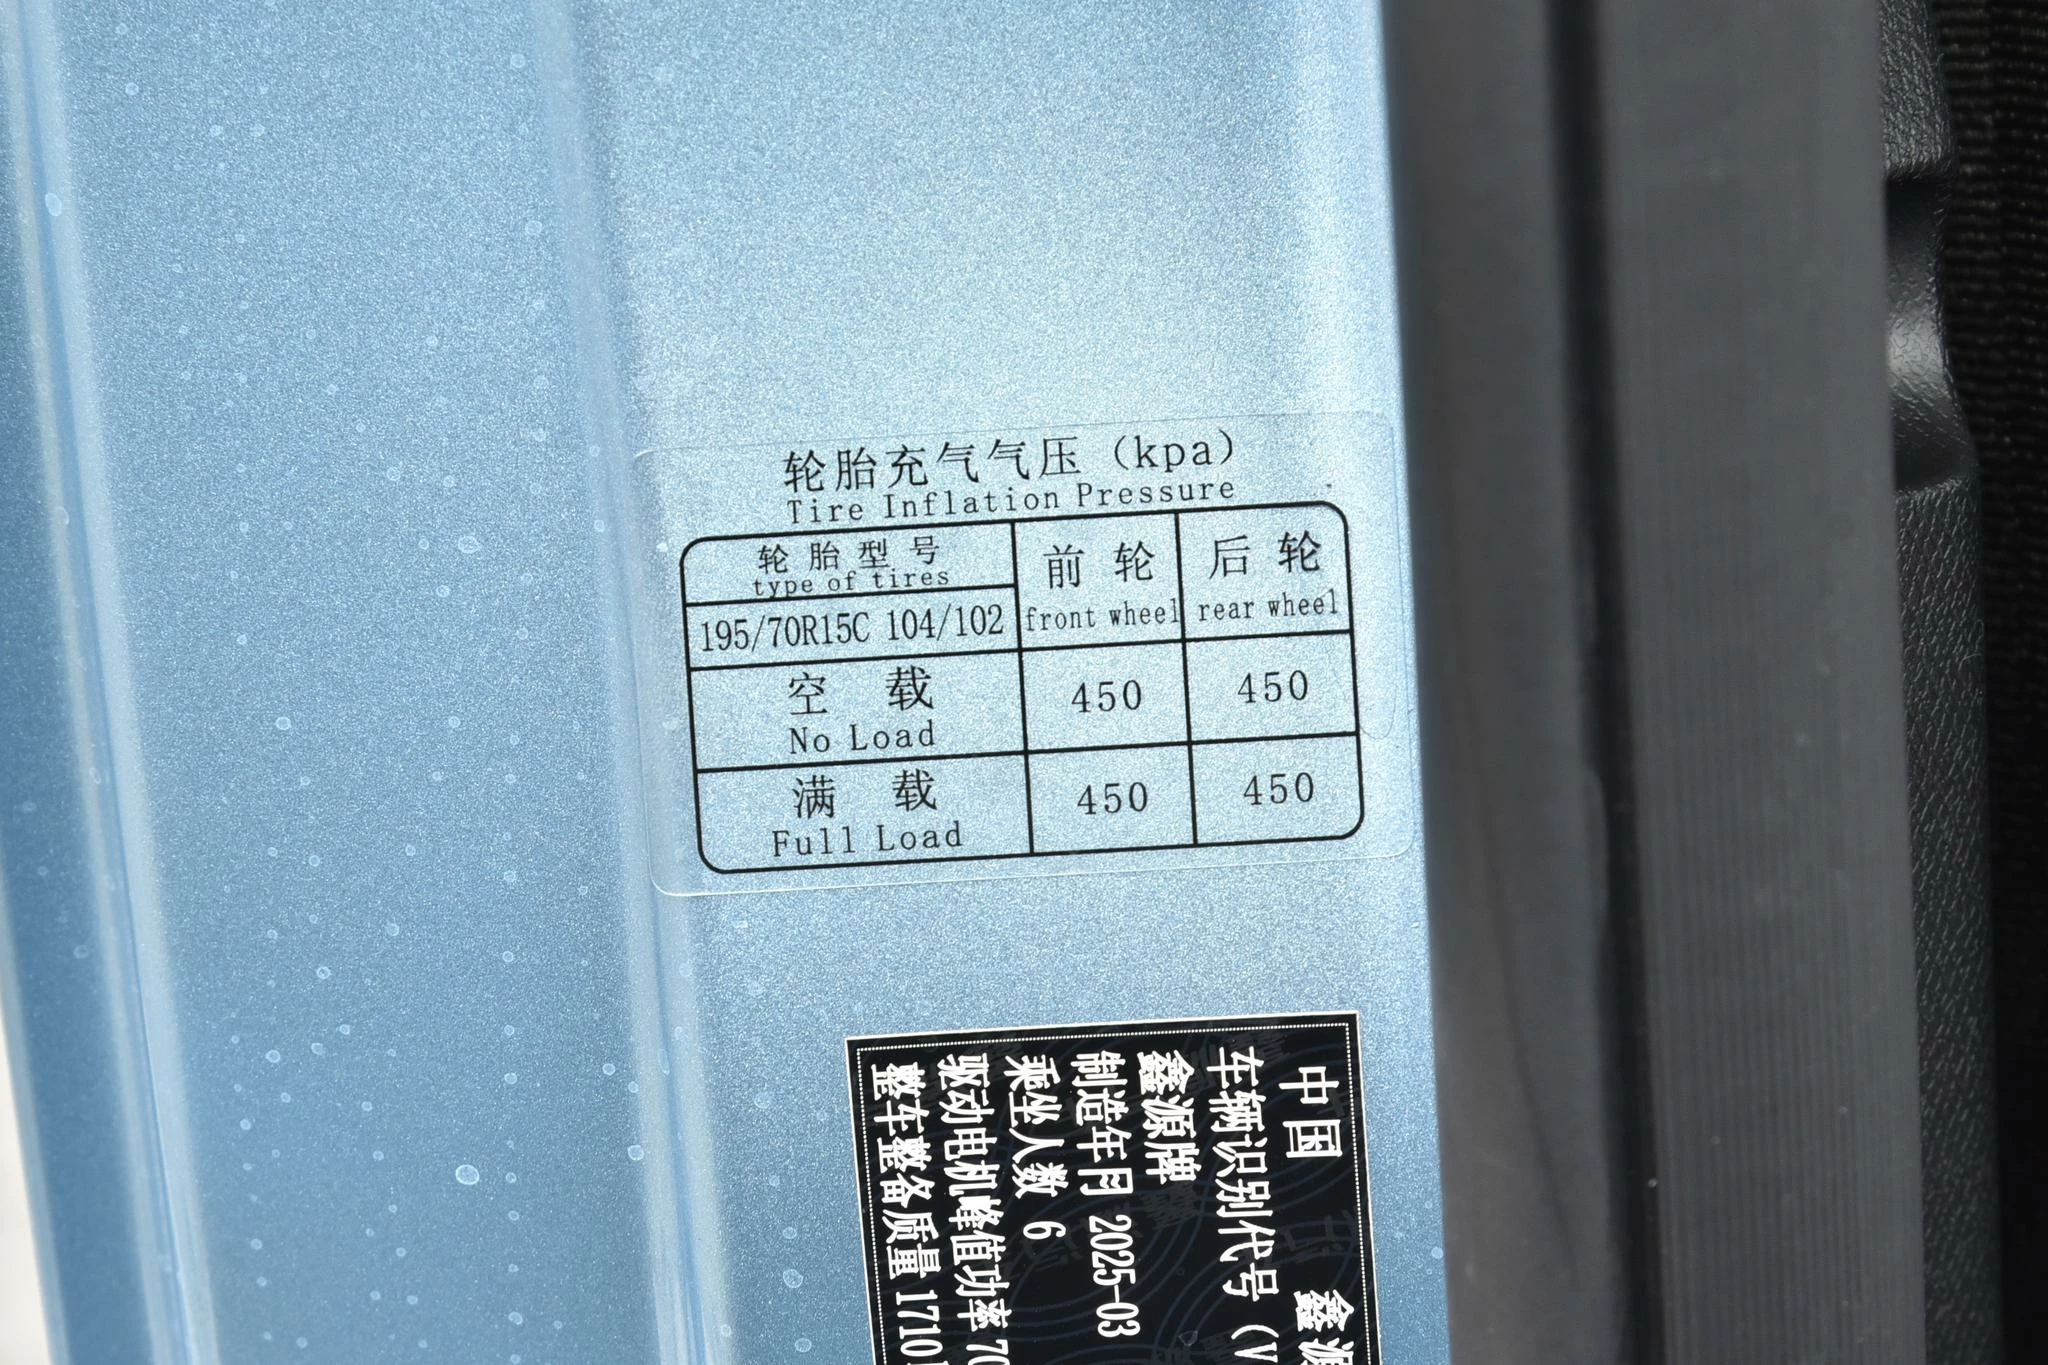 轮胎充气气压（kpa）
Tire Inflation Pressure
轮胎型号
type of tires
195/70R15C 104/102
前轮
front wheel
后轮
rear wheel
空载
No Load
450
450
满载
Full Load
450
450
中国 鑫源
车辆识别代号（V
鑫源牌
制造年月 2025-03
乘坐人数 6
驱动电机峰值功率 70
整车整备质量 1710